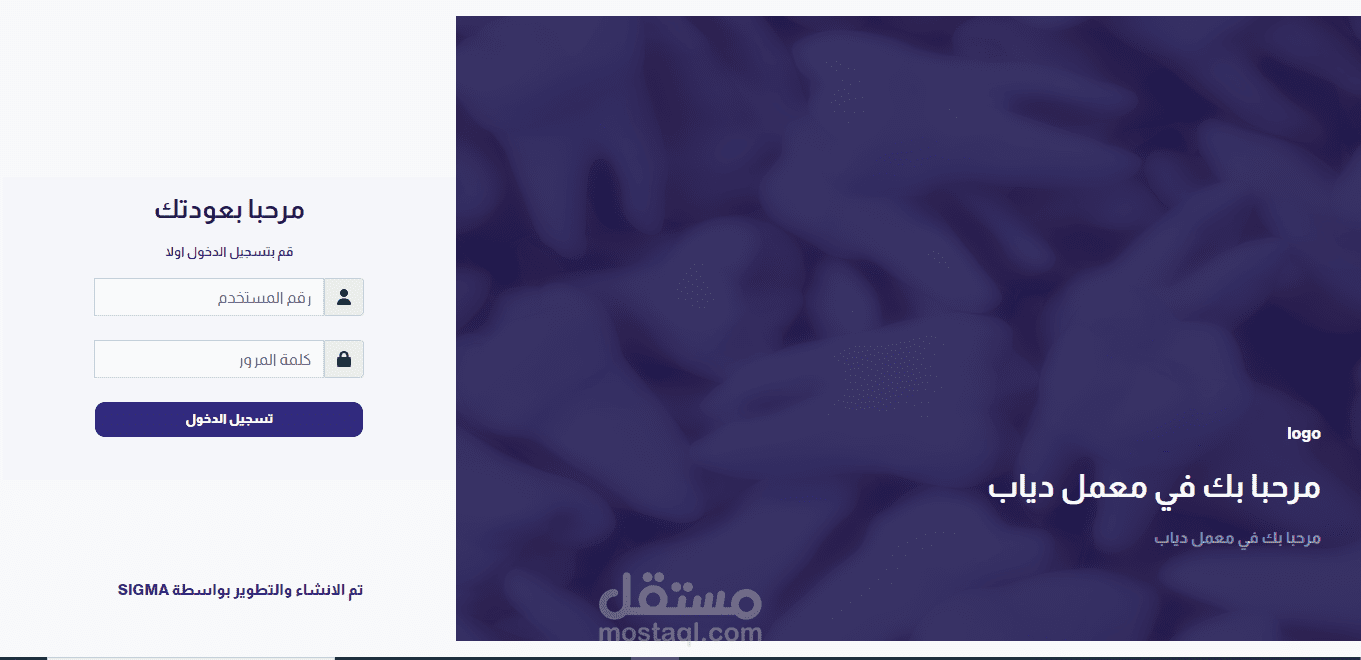 logo
مرحبا بك في معمل دياب
مرحبا بك في معمل دياب
مرحبا بعودتك
قم بتسجيل الدخول اولا
رقم المستخدم
كلمة المرور
تسجيل الدخول
تم الانشاء والتطوير بواسطة SIGMA
مستقل
mostaql.com